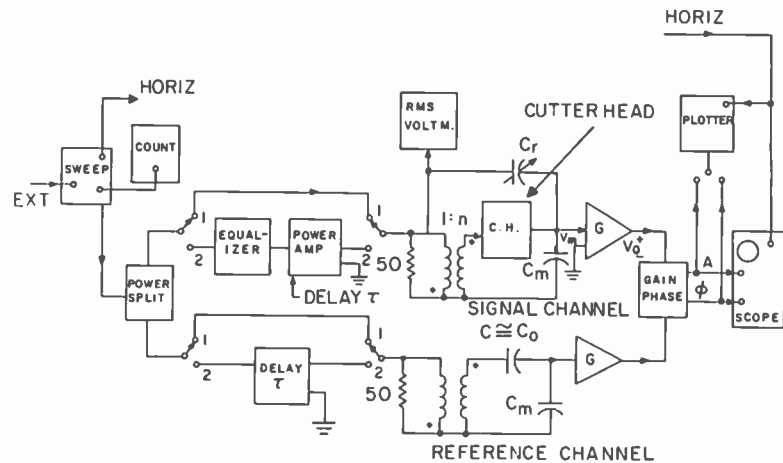 HORIZ
HORIZ
RMS
VOLTM.
CUTTER HEAD
PLOTTER
COUNT
SWEEP
EXT
Cr
1
1
1:n
C.H.
G
Vm
Vo
+
-
A
EQUAL-
IZER
POWER
AMP
2
2
50
Cm
GAIN
PHASE
ϕ
SCOPE
DELAY τ
SIGNAL CHANNEL
POWER
SPLIT
C ≅ Co
1
1
2
2
DELAY
τ
50
Cm
G
REFERENCE CHANNEL